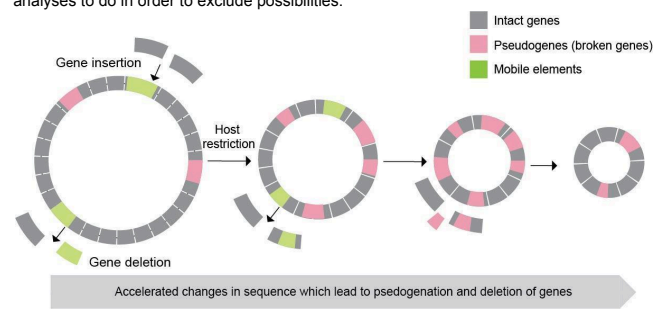 analyses to do in order to exclude possibilities.
Intact genes
Pseudogenes (broken genes)
Mobile elements
Gene insertion
Host
restriction
Gene deletion
Accelerated changes in sequence which lead to psedogenation and deletion of genes